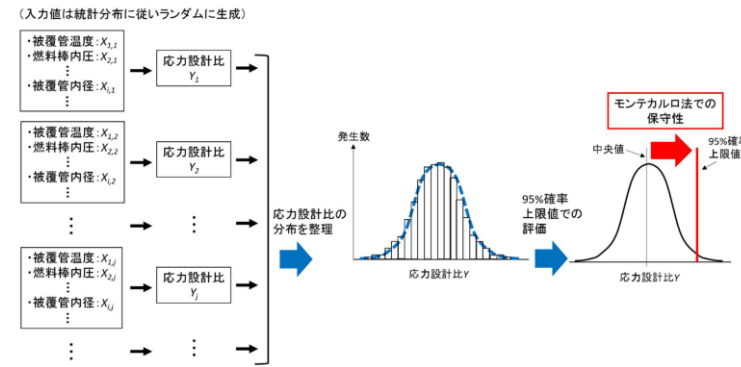 （入力値は統計分布に従いランダムに生成）
・被覆管温度：X1,1
・燃料棒内圧：X2,1
⋮
・被覆管内径：Xi,1
⋮
応力設計比
Y1
・被覆管温度：X1,2
・燃料棒内圧：X2,2
⋮
・被覆管内径：Xi,2
⋮
応力設計比
Y2
⋮
⋮
・被覆管温度：X1,j
・燃料棒内圧：X2,j
⋮
・被覆管内径：Xi,j
⋮
応力設計比
Yj
⋮
⋮
応力設計比の
分布を整理
発生数
応力設計比Y
95%確率
上限値での
評価
モンテカルロ法での
保守性
中央値
95%確率
上限値
応力設計比Y